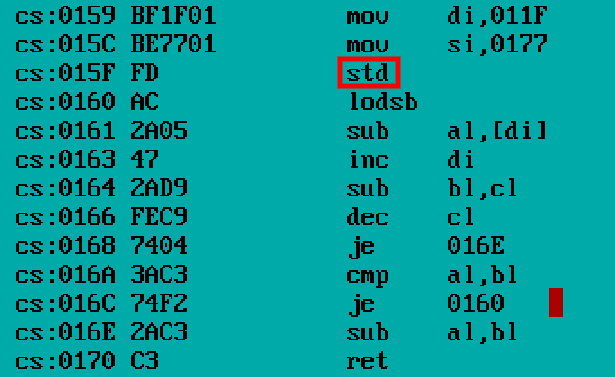 cs:0159 BF1F01 mov di,011F
cs:015C BE7701 mov si,0177
cs:015F FD std
cs:0160 AC lodsb
cs:0161 2A05 sub al,[di]
cs:0163 47 inc di
cs:0164 2AD9 sub bl,cl
cs:0166 FEC9 dec cl
cs:0168 7404 je 016E
cs:016A 3AC3 cmp al,bl
cs:016C 74F2 je 0160
cs:016E 2AC3 sub al,bl
cs:0170 C3 ret